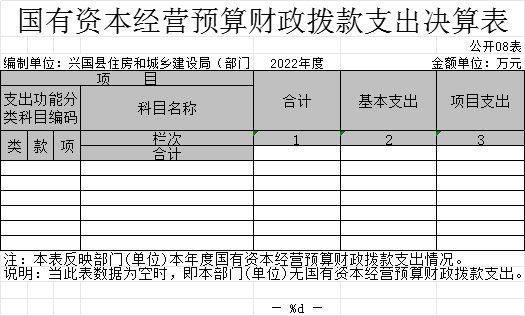 国有资本经营预算财政拨款支出决算表
公开08表
编制单位：兴国县住房和城乡建设局（部门 2022年度 金额单位：万元
项 目 合计 基本支出 项目支出
支出功能分类科目编码 科目名称
类 款 项 栏次 1 2 3
合计
注：本表反映部门(单位)本年度国有资本经营预算财政拨款支出情况。
说明：当此表数据为空时，即本部门(单位)无国有资本经营预算财政拨款支出。
— %d —